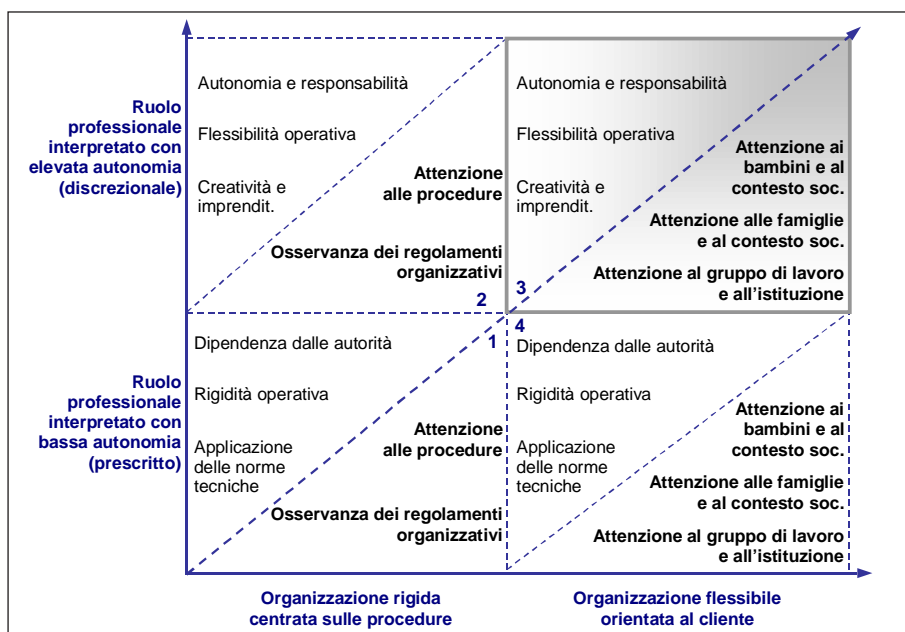 Ruolo
professionale
interpretato con
elevata autonomia
(discrezionale)
Autonomia e responsabilità
Flessibilità operativa
Creatività e
imprendit.
Attenzione
alle procedure
Osservanza dei regolamenti
organizzativi
2
Autonomia e responsabilità
Flessibilità operativa
Creatività e
imprendit.
Attenzione ai
bambini e al
contesto soc.
Attenzione alle famiglie
e al contesto soc.
Attenzione al gruppo di lavoro
e all'istituzione
3
Ruolo
professionale
interpretato con
bassa autonomia
(prescritto)
1
Dipendenza dalle autorità
Rigidità operativa
Applicazione
delle norme
tecniche
Attenzione
alle procedure
Osservanza dei regolamenti
organizzativi
4
Dipendenza dalle autorità
Rigidità operativa
Applicazione
delle norme
tecniche
Attenzione ai
bambini e al
contesto soc.
Attenzione alle famiglie
e al contesto soc.
Attenzione al gruppo di lavoro
e all'istituzione
Organizzazione rigida
centrata sulle procedure
Organizzazione flessibile
orientata al cliente